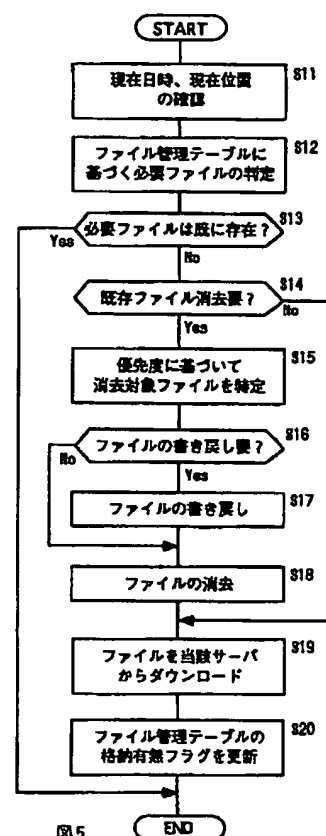 START
現在日時、現在位置
の確認
S11
ファイル管理テーブルに
基づく必要ファイルの判定
S12
必要ファイルは既に存在?
S13
Yes
No
既存ファイル消去要?
S14
No
Yes
優先度に基づいて
消去対象ファイルを特定
S15
ファイルの書き戻し要?
S16
No
Yes
ファイルの書き戻し
S17
ファイルの消去
S18
ファイルを当該サーバ
からダウンロード
S19
ファイル管理テーブルの
格納有無フラグを更新
S20
END
図5